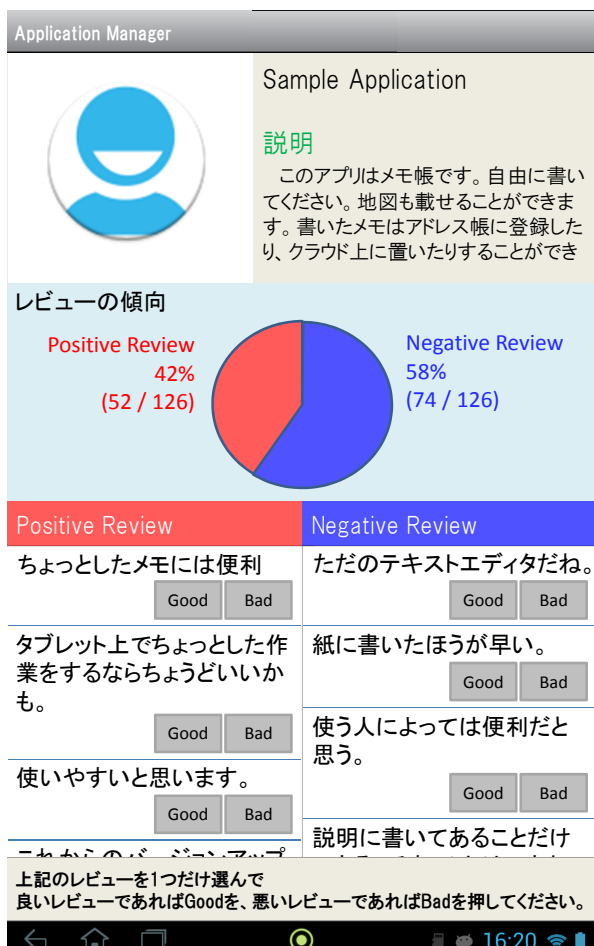 Application Manager
Sample Application
説明
このアプリはメモ帳です。自由に書い
てください。地図も載せることができま
す。書いたメモはアドレス帳に登録した
り、クラウド上に置いたりすることができ
レビューの傾向
Positive Review
42%
(52 / 126)
Negative Review
58%
(74 / 126)
Positive Review
ちょっとしたメモには便利
Good Bad
タブレット上でちょっとした作
業をするならちょうどいいか
も。
Good Bad
使いやすいと思います。
Good Bad
これからのバージョンアップ
Negative Review
ただのテキストエディタだね。
Good Bad
紙に書いたほうが早い。
Good Bad
使う人によっては便利だと
思う。
Good Bad
説明に書いてあることだけ
上記のレビューを1つだけ選んで
良いレビューであればGoodを、悪いレビューであればBadを押してください。
16:20